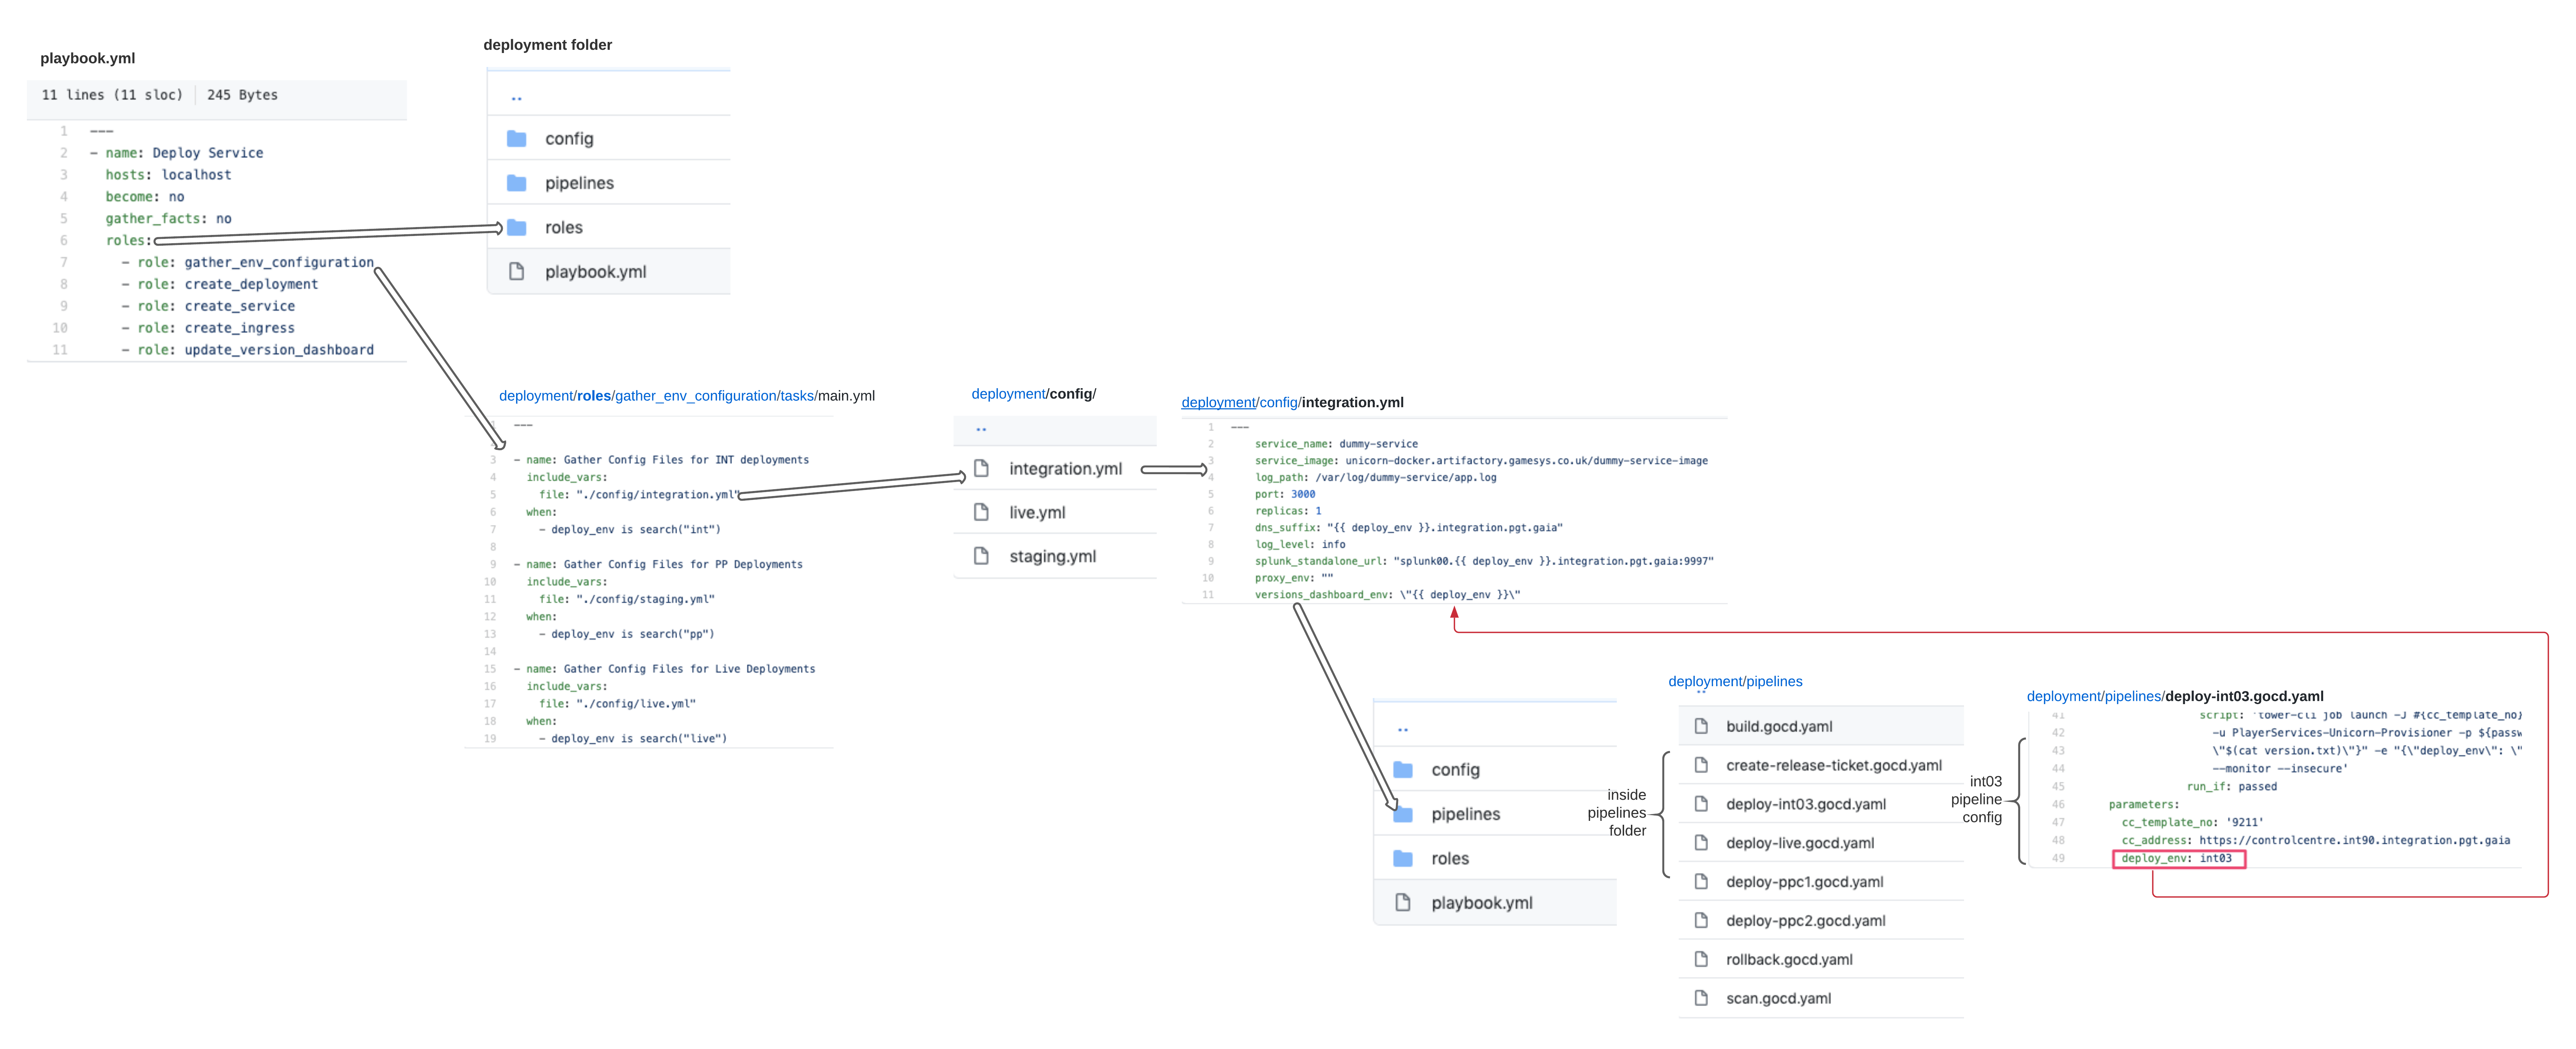 playbook.yml
11 lines (11 sloc) 245 Bytes
1 ---
2 - name: Deploy Service
3 hosts: localhost
4 become: no
5 gather_facts: no
6 roles:
7 - role: gather_env_configuration
8 - role: create_deployment
9 - role: create_service
10 - role: create_ingress
11 - role: update_version_dashboard
deployment folder
..
config
pipelines
roles
playbook.yml
deployment/roles/gather_env_configuration/tasks/main.yml
1 ---
3 - name: Gather Config Files for INT deployments
4 include_vars:
5 file: "./config/integration.yml"
6 when:
7 - deploy_env is search("int")
8
9 - name: Gather Config Files for PP Deployments
10 include_vars:
11 file: "./config/staging.yml"
12 when:
13 - deploy_env is search("pp")
14
15 - name: Gather Config Files for Live Deployments
16 include_vars:
17 file: "./config/live.yml"
18 when:
19 - deploy_env is search("live")
deployment/config/
..
integration.yml
live.yml
staging.yml
deployment/config/integration.yml
1 ---
2 service_name: dummy-service
3 service_image: unicorn-docker.artifactory.gamesys.co.uk/dummy-service-image
4 log_path: /var/log/dummy-service/app.log
5 port: 3000
6 replicas: 1
7 dns_suffix: "{{ deploy_env }}.integration.pgt.gaia"
8 log_level: info
9 splunk_standalone_url: "splunk00.{{ deploy_env }}.integration.pgt.gaia:9997"
10 proxy_env: ""
11 versions_dashboard_env: \"{{ deploy_env }}\"
..
config
pipelines
roles
playbook.yml
inside
pipelines
folder
deployment/pipelines
..
build.gocd.yaml
create-release-ticket.gocd.yaml
deploy-int03.gocd.yaml
deploy-live.gocd.yaml
deploy-ppc1.gocd.yaml
deploy-ppc2.gocd.yaml
rollback.gocd.yaml
scan.gocd.yaml
int03
pipeline
config
deployment/pipelines/deploy-int03.gocd.yaml
41 script: 'tower-cli job launch -J #{cc_template_no}
42 -u PlayerServices-Unicorn-Provisioner -p ${passw
43 \"$(cat version.txt)\"}" -e "{\"deploy_env\": \"
44 --monitor --insecure'
45 run_if: passed
46 parameters:
47 cc_template_no: '9211'
48 cc_address: https://controlcentre.int90.integration.pgt.gaia
49 deploy_env: int03